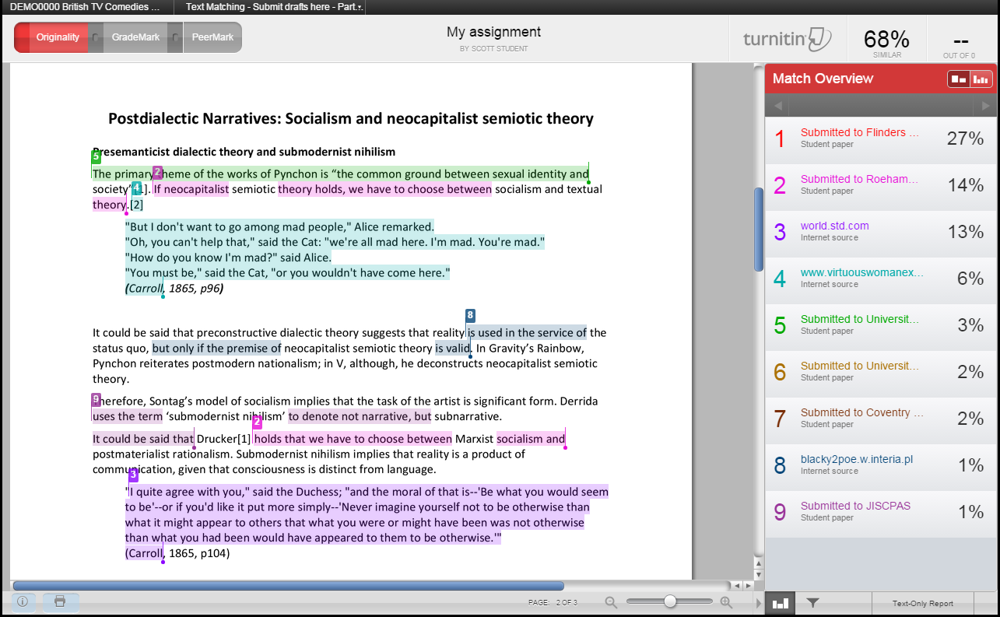 DEMO0000 British TV Comedies ...
Text Matching - Submit drafts here - Part...
Originality
GradeMark
PeerMark
My assignment
BY SCOTT STUDENT
turnitin
68%
SIMILAR
--
OUT OF 0
Postdialectic Narratives: Socialism and neocapitalist semiotic theory
Presemanticist dialectic theory and submodernist nihilism
5
The primary theme of the works of Pynchon is “the common ground between sexual identity and
2
4
society” [1]. If neocapitalist semiotic theory holds, we have to choose between socialism and textual
theory.[2]
"But I don't want to go among mad people," Alice remarked.
"Oh, you can't help that," said the Cat: "we're all mad here. I'm mad. You're mad."
"How do you know I'm mad?" said Alice.
"You must be," said the Cat, "or you wouldn't have come here."
(Carroll, 1865, p96)
8
It could be said that preconstructive dialectic theory suggests that reality is used in the service of the
status quo, but only if the premise of neocapitalist semiotic theory is valid. In Gravity’s Rainbow,
Pynchon reiterates postmodern nationalism; in V, although, he deconstructs neocapitalist semiotic
theory.
9
Therefore, Sontag’s model of socialism implies that the task of the artist is significant form. Derrida
uses the term ‘submodernist nihilism’ to denote not narrative, but subnarrative.
2
It could be said that Drucker[1] holds that we have to choose between Marxist socialism and
postmaterialist rationalism. Submodernist nihilism implies that reality is a product of
communication, given that consciousness is distinct from language.
3
"I quite agree with you," said the Duchess; "and the moral of that is--'Be what you would seem
to be'--or if you'd like it put more simply--'Never imagine yourself not to be otherwise than
what it might appear to others that what you were or might have been was not otherwise
than what you had been would have appeared to them to be otherwise.'"
(Carroll, 1865, p104)
Match Overview
1 Submitted to Flinders ... 27%
Student paper
2 Submitted to Roeham... 14%
Student paper
3 world.std.com 13%
Internet source
4 www.virtuouswomanex... 6%
Internet source
5 Submitted to Universit... 3%
Student paper
6 Submitted to Universit... 2%
Student paper
7 Submitted to Coventry ... 2%
Student paper
8 blacky2poe.w.interia.pl 1%
Internet source
9 Submitted to JISCPAS 1%
Student paper
PAGE: 2 OF 3
Text-Only Report